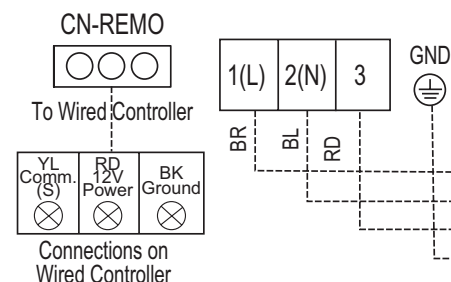 CN-REMO
To Wired Controller
YL
Comm.
(S)
RD
12V
Power
BK
Ground
Connections on
Wired Controller
1(L)
2(N)
3
GND
BR
BL
RD